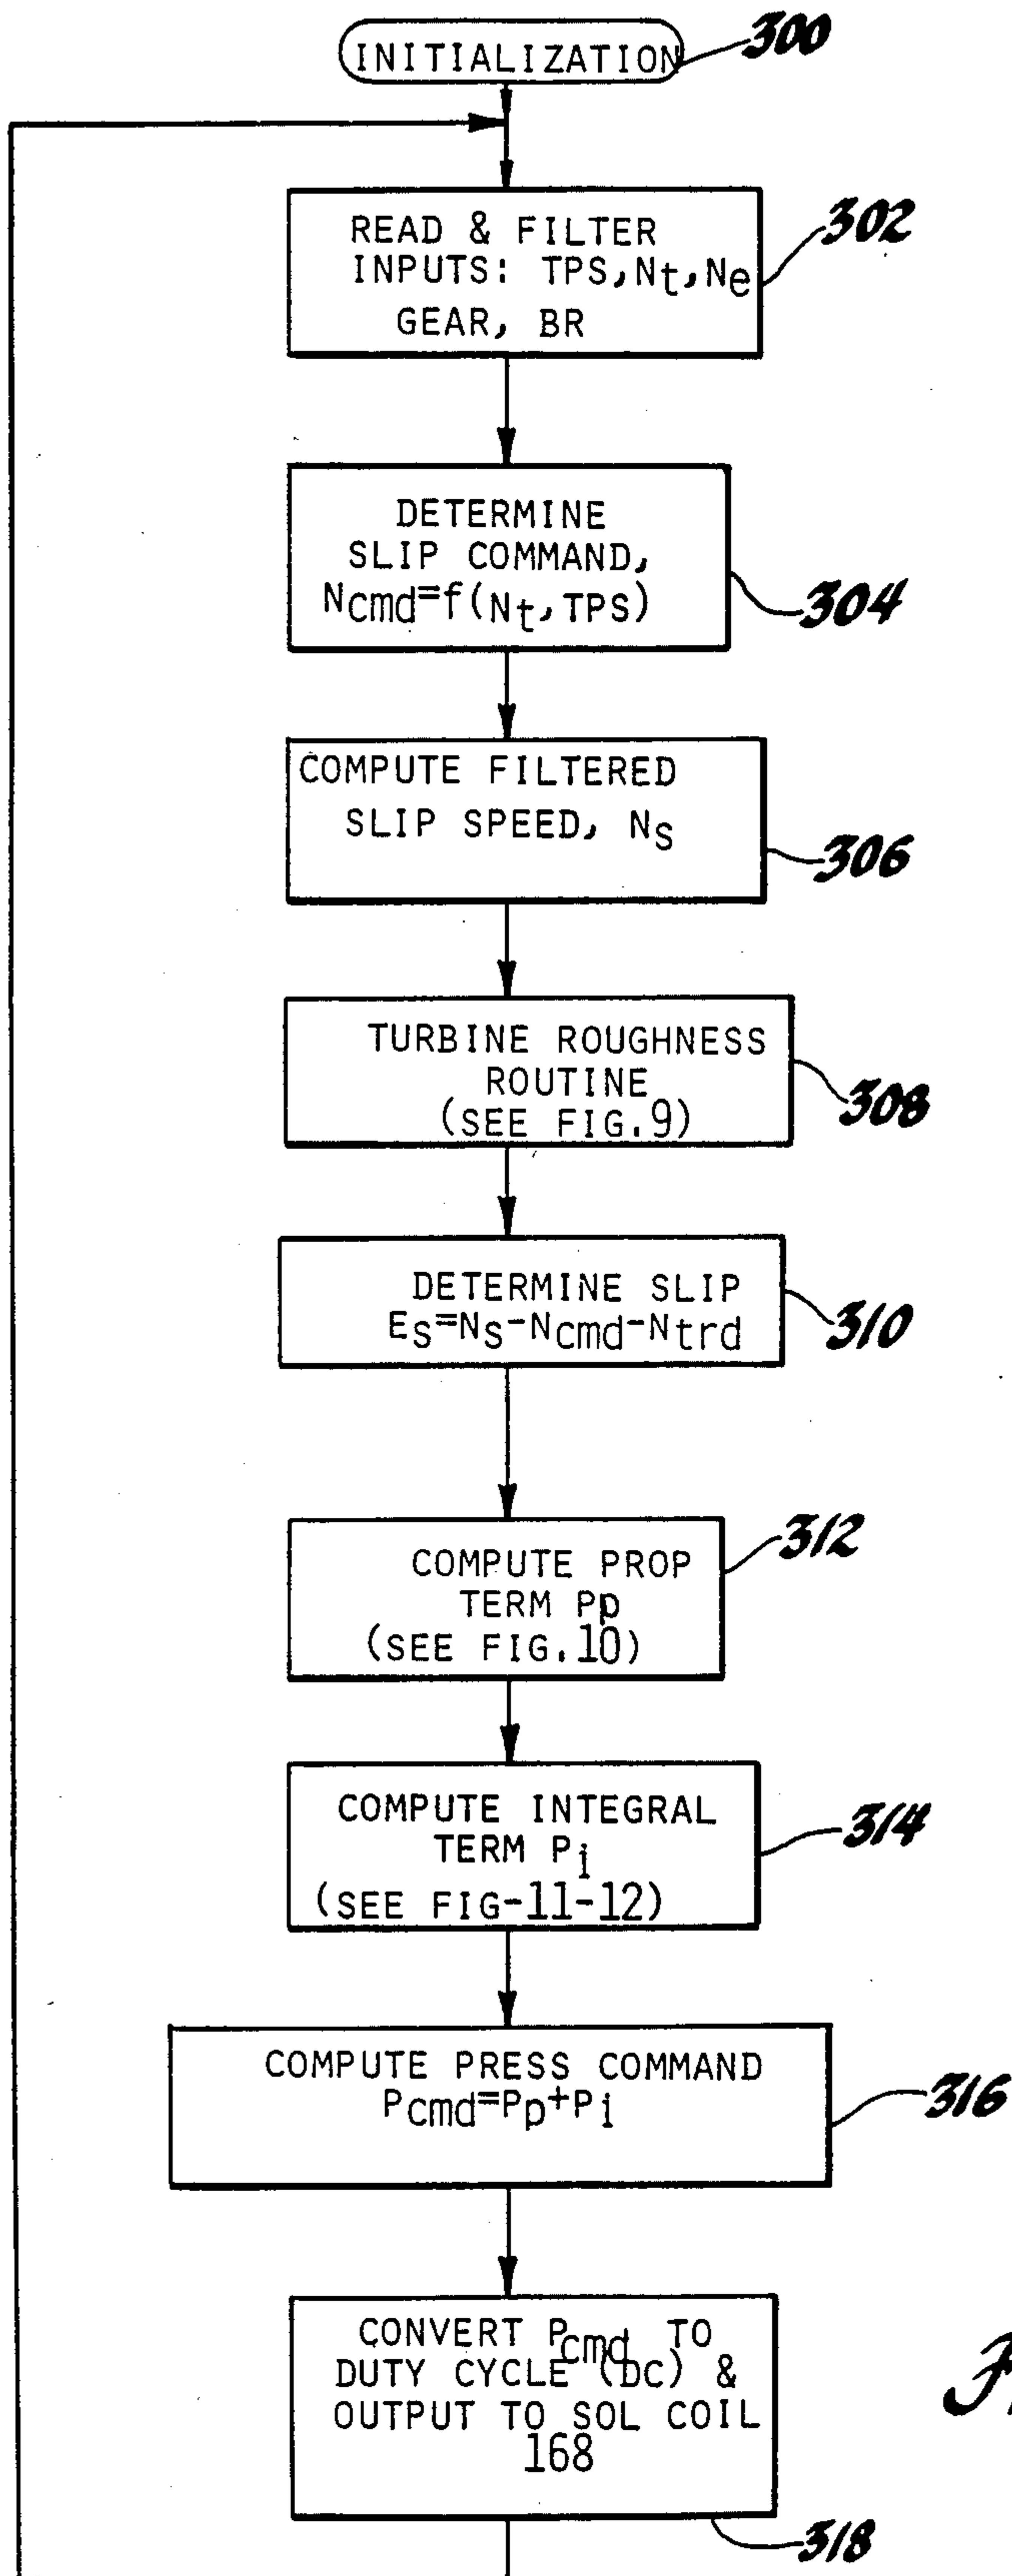 INITIALIZATION
300
READ & FILTER
INPUTS: TPS, Nt, Ne
GEAR, BR
302
DETERMINE
SLIP COMMAND,
Ncmd=f(Nt, TPS)
304
COMPUTE FILTERED
SLIP SPEED, NS
306
TURBINE ROUGHNESS
ROUTINE
(SEE FIG.9)
308
DETERMINE SLIP
Es=NS-Ncmd-Ntrd
310
COMPUTE PROP
TERM Pp
(SEE FIG.10)
312
COMPUTE INTEGRAL
TERM Pi
(SEE FIG-11-12)
314
COMPUTE PRESS COMMAND
Pcmd=Pp+Pi
316
CONVERT Pcmd TO
DUTY CYCLE (DC) &
OUTPUT TO SOL COIL
168
318